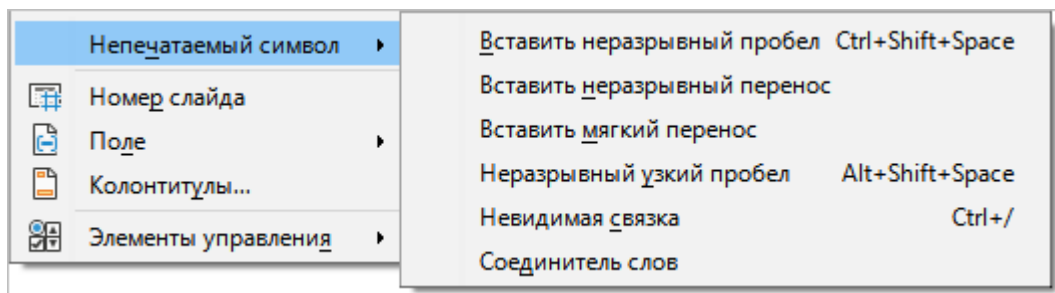 Непечатаемый символ
Номер слайда
Поле
Колонтитулы...
Элементы управления
Вставить неразрывный пробел Ctrl+Shift+Space
Вставить неразрывный перенос
Вставить мягкий перенос
Неразрывный узкий пробел Alt+Shift+Space
Невидимая связка Ctrl+/
Соединитель слов